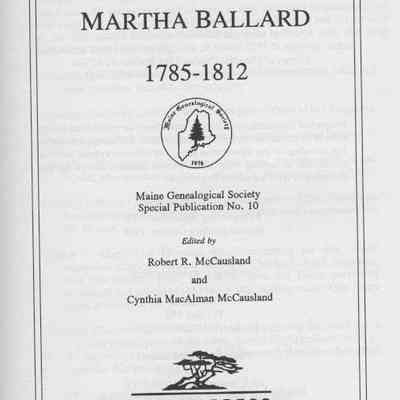 MARTHA BALLARD
1785-1812
Maine Genealogical Society
1976
Maine Genealogical Society
Special Publication No. 10
Edited by
Robert R. McCausland
and
Cynthia MacAlman McCausland